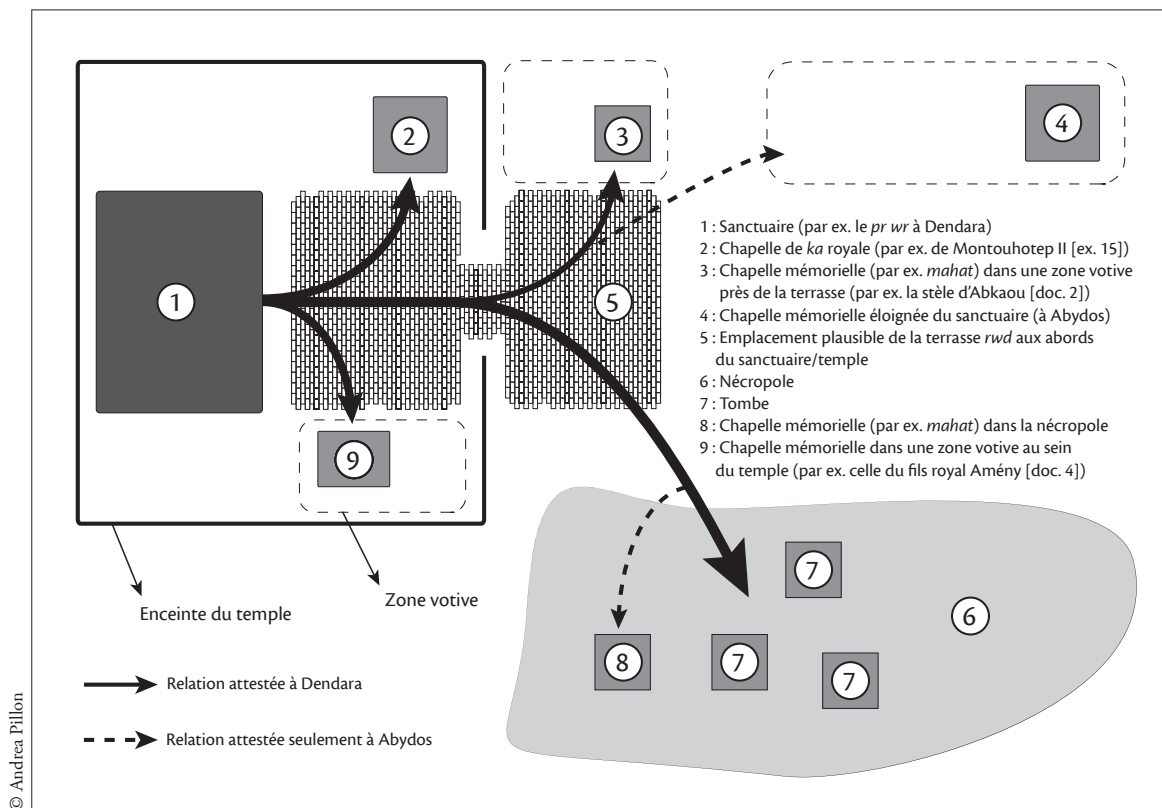 2
3
4
1
5
9
1 : Sanctuaire (par ex. le pr wr à Dendara)
2 : Chapelle de ka royale (par ex. de Montouhotep II [ex. 15])
3 : Chapelle mémorielle (par ex. mahat) dans une zone votive
près de la terrasse (par ex. la stèle d'Abkaou [doc. 2])
4 : Chapelle mémorielle éloignée du sanctuaire (à Abydos)
5 : Emplacement plausible de la terrasse rwd aux abords
du sanctuaire/temple
6 : Nécropole
7 : Tombe
8 : Chapelle mémorielle (par ex. mahat) dans la nécropole
9 : Chapelle mémorielle dans une zone votive au sein
du temple (par ex. celle du fils royal Amény [doc. 4])
Enceinte du temple
Zone votive
7
6
8
7
7
Relation attestée à Dendara
Relation attestée seulement à Abydos
© Andrea Pillon